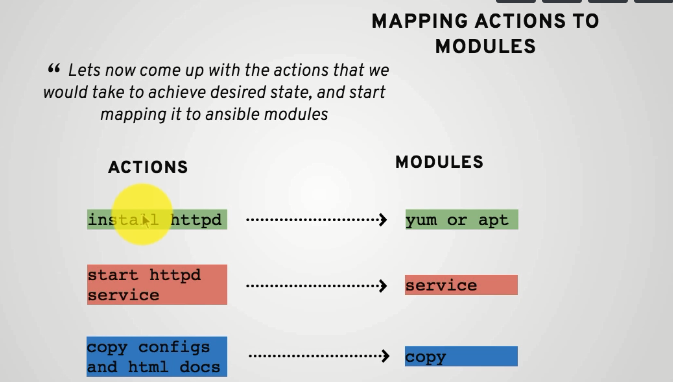 MAPPING ACTIONS TO
MODULES
“ Lets now come up with the actions that we
would take to achieve desired state, and start
mapping it to ansible modules
ACTIONS
MODULES
install httpd
yum or apt
start httpd
service
service
copy configs
and html docs
copy